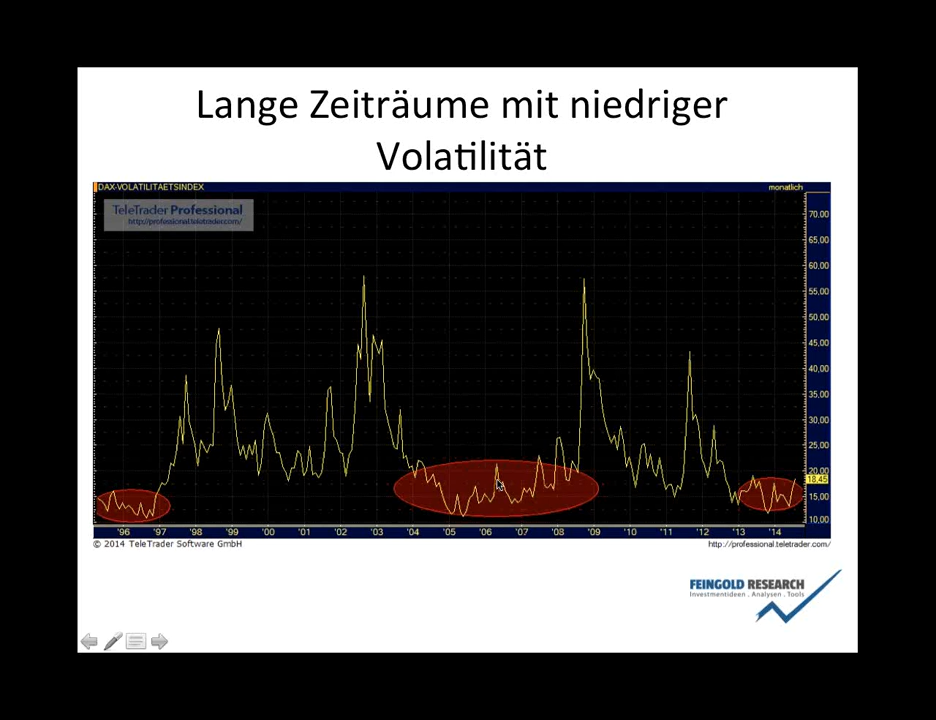 Lange Zeiträume mit niedriger
Volatilität
DAX-VOLATILITAETSINDEX
monatlich
TeleTrader Professional
http://professional.teletrader.com/
70,00
65,00
60,00
55,00
50,00
45,00
40,00
35,00
30,00
25,00
20,00
18,45
15,00
10,00
'96 '97 '98 '99 '00 '01 '02 '03 '04 '05 '06 '07 '08 '09 '10 '11 '12 '13 '14
© 2014 TeleTrader Software GmbH
http://professional.teletrader.com/
FEINGOLD RESEARCH
Investmentideen . Analysen . Tools